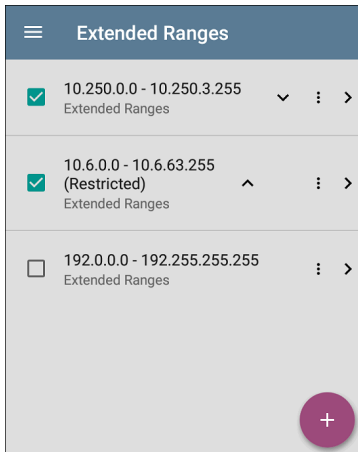 Extended Ranges
10.250.0.0 - 10.250.3.255
Extended Ranges
10.6.0.0 - 10.6.63.255
(Restricted)
Extended Ranges
192.0.0.0 - 192.255.255.255
Extended Ranges